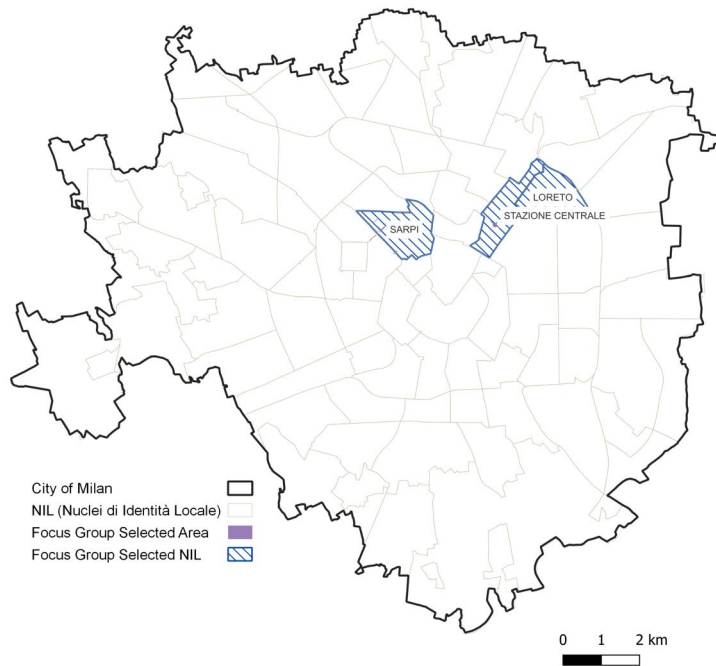 LORETO
STAZIONE CENTRALE
SARPI
City of Milan
NIL (Nuclei di Identità Locale)
Focus Group Selected Area
Focus Group Selected NIL
0 1 2 km